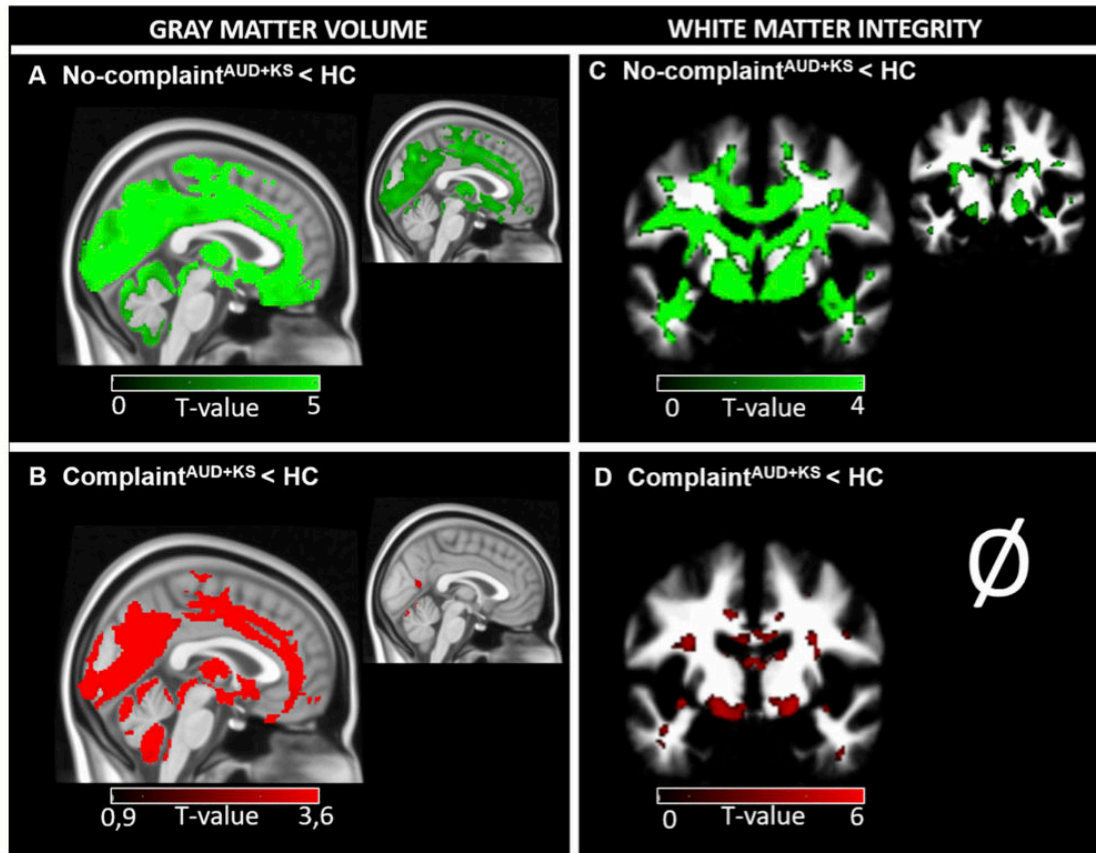 GRAY MATTER VOLUME
WHITE MATTER INTEGRITY
A No-complaint^AUD+KS < HC
0 T-value 5
C No-complaint^AUD+KS < HC
0 T-value 4
B Complaint^AUD+KS < HC
0,9 T-value 3,6
D Complaint^AUD+KS < HC
Ø
0 T-value 6